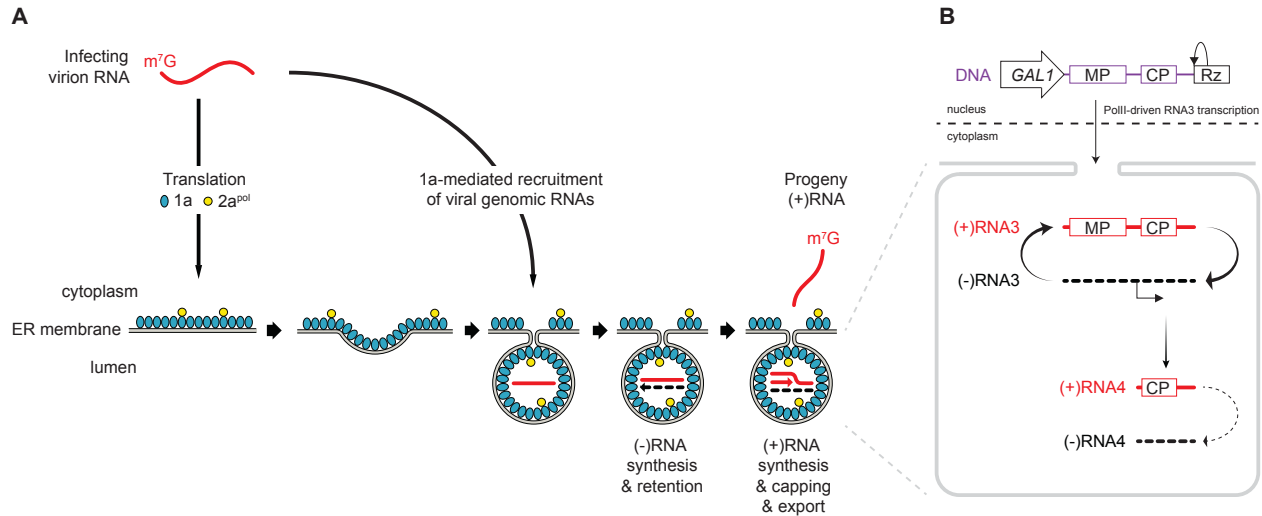 A
Infecting
virion RNA
m⁷G
Translation
1a 2aᵖᵒˡ
1a-mediated recruitment
of viral genomic RNAs
Progeny
(+)RNA
m⁷G
cytoplasm
ER membrane
lumen
(-)RNA
synthesis
& retention
(+)RNA
synthesis
& capping
& export
B
DNA GAL1 MP CP Rz
nucleus
PolII-driven RNA3 transcription
cytoplasm
(+)RNA3 MP CP
(-)RNA3
(+)RNA4 CP
(-)RNA4